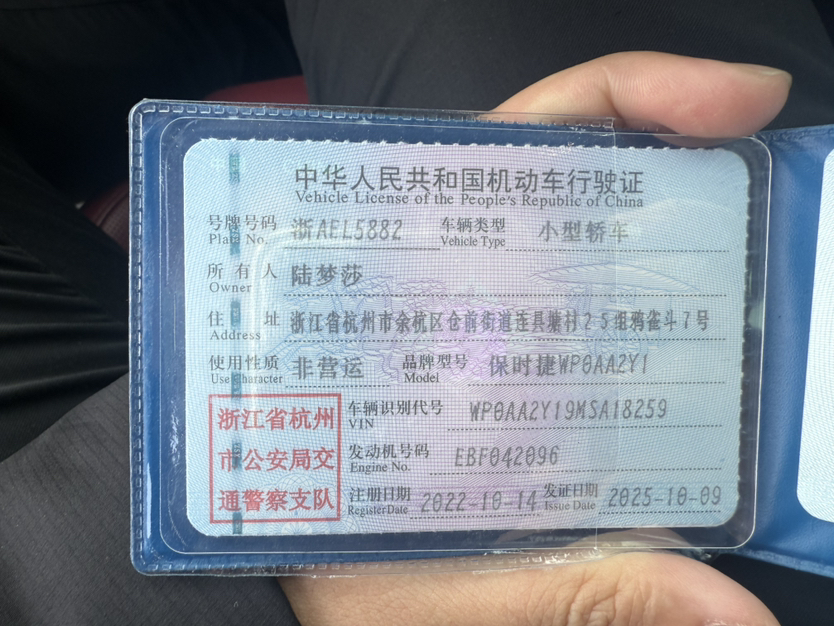 中华人民共和国机动车行驶证
Vehicle License of the People's Republic of China
号牌号码 浙AEL5882 车辆类型 小型轿车
Plate No. Vehicle Type
所有人 陆梦莎
Owner
住址 浙江省杭州市余杭区仓前街道连具塘村25组鸦雀斗7号
Address
使用性质 非营运 品牌型号 保时捷WP0AA2Y1
Use Character Model
浙江省杭州 车辆识别代号 WP0AA2Y19MSA18259
VIN
市公安局交 发动机号码 EBF042096
Engine No.
通警察支队 注册日期 2022-10-14 发证日期 2025-10-09
Register Date Issue Date